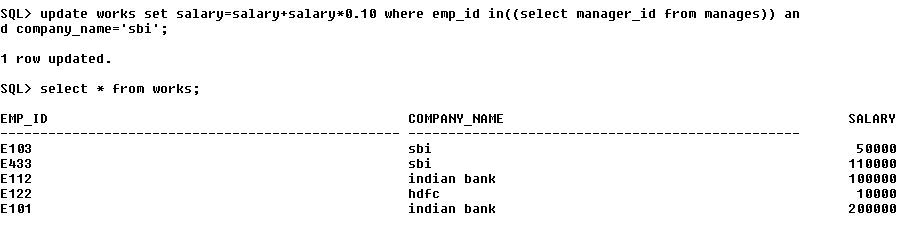 SQL> update works set salary=salary+salary*0.10 where emp_id in((select manager_id from manages)) an
d company_name='sbi';
1 row updated.
SQL> select * from works;
EMP_ID COMPANY_NAME SALARY
-------------------------------------------------- -------------------------------------------------- ----------
E103 sbi 50000
E433 sbi 110000
E112 indian bank 100000
E122 hdfc 10000
E101 indian bank 200000